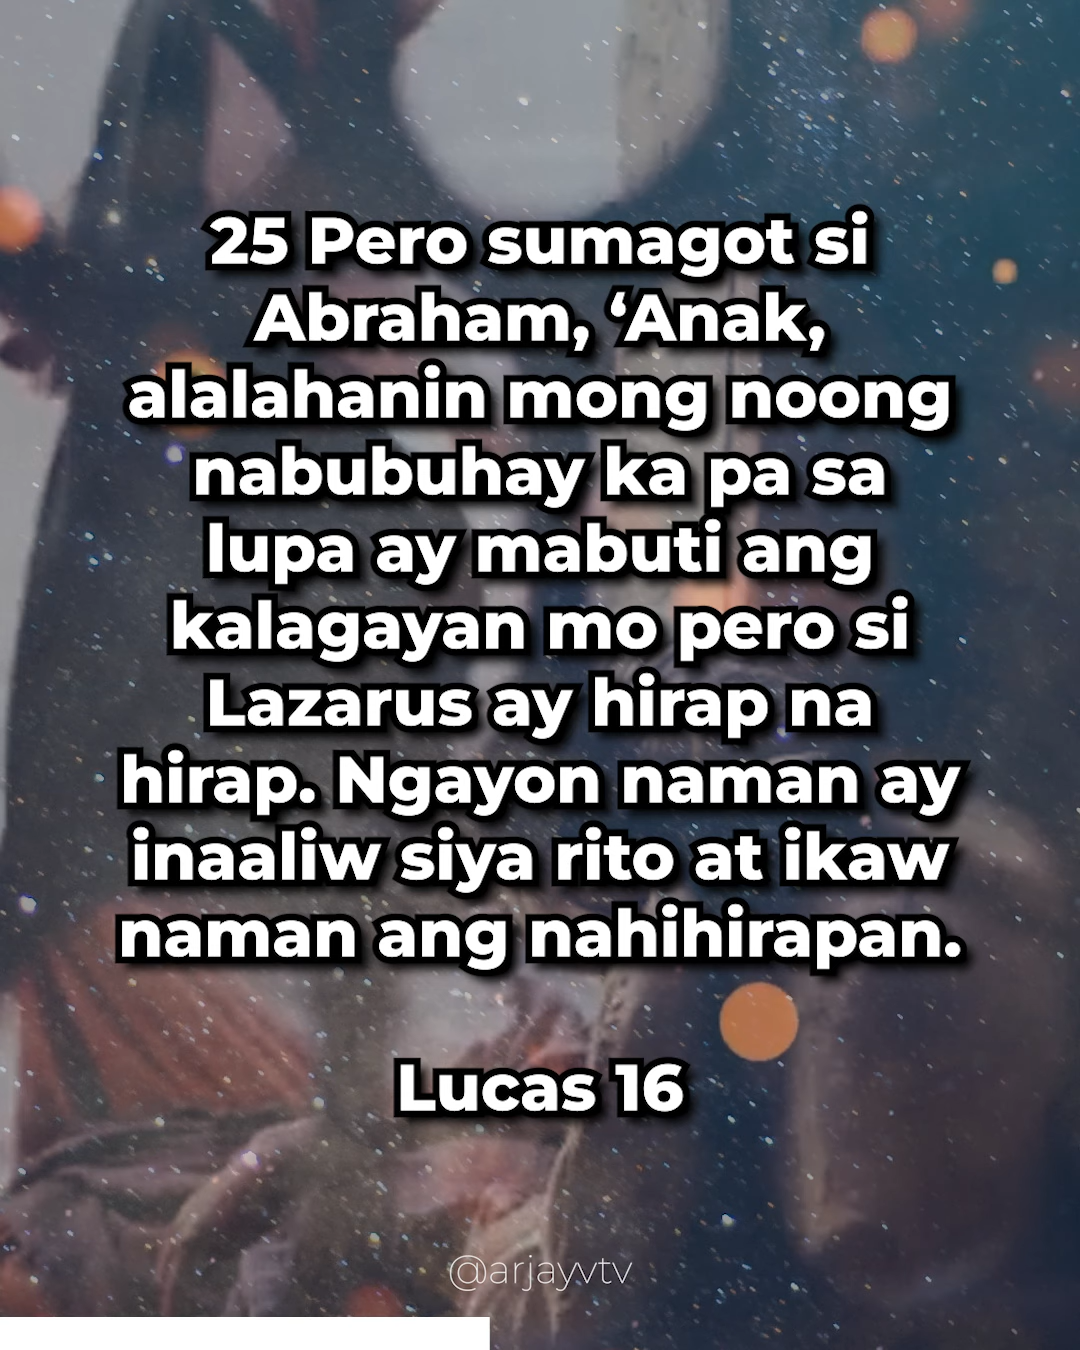 25 Pero sumagot si
Abraham, ‘Anak,
alalahanin mong noong
nabubuhay ka pa sa
lupa ay mabuti ang
kalagayan mo pero si
Lazarus ay hirap na
hirap. Ngayon naman ay
inaaliw siya rito at ikaw
naman ang nahihirapan.
Lucas 16
@arjayvtv